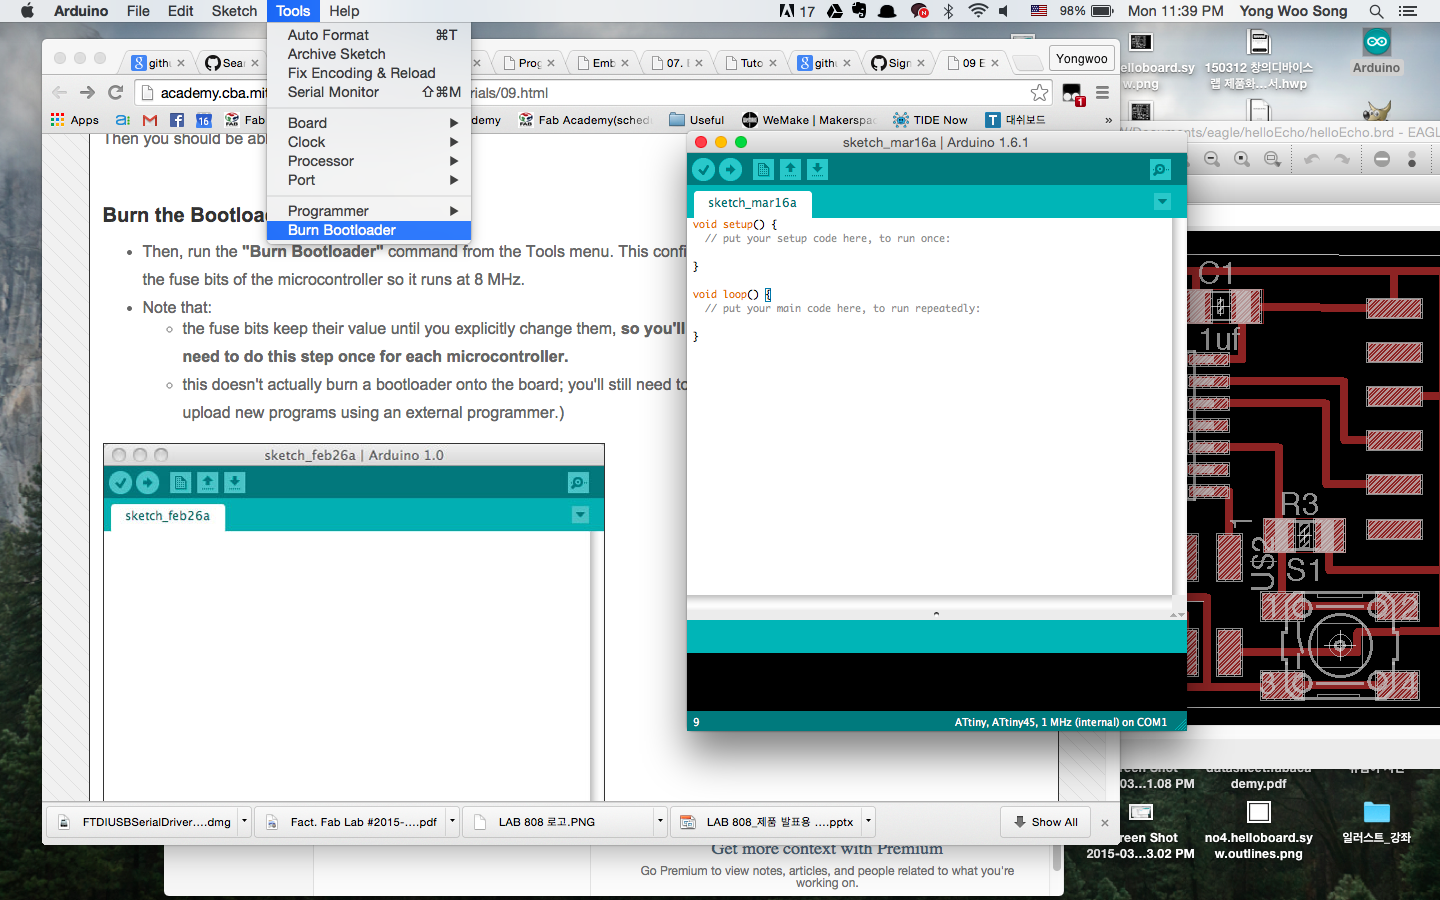 Arduino File Edit Sketch Tools Help
17
98% Mon 11:39 PM Yong Woo Song
Auto Format ⌘T
Archive Sketch
Fix Encoding & Reload
Serial Monitor ⇧⌘M
Board
Clock
Processor
Port
Programmer
Burn Bootloader
githu Sear Prog Emb 07. I Tuto githu Sign 09 E Yongwoo
academy.cba.mit rials/09.html
1
Apps Fab demy Fab Academy(sched Useful WeMake | Makerspac TIDE Now 대쉬보드 »
16
Then you should be abl
Burn the Bootloa
Then, run the "Burn Bootloader" command from the Tools menu. This confi
the fuse bits of the microcontroller so it runs at 8 MHz.
Note that:
the fuse bits keep their value until you explicitly change them, so you'll
need to do this step once for each microcontroller.
this doesn't actually burn a bootloader onto the board; you'll still need to
upload new programs using an external programmer.)
sketch_feb26a | Arduino 1.0
sketch_feb26a
sketch_mar16a | Arduino 1.6.1
sketch_mar16a
void setup() {
// put your setup code here, to run once:
}
void loop() {
// put your main code here, to run repeatedly:
}
9 ATtiny, ATtiny45, 1 MHz (internal) on COM1
/Documents/eagle/helloEcho/helloEcho.brd - EAGL
C1
1uf
R3
1
US2
S1
elloboard.sy
w.png
150312 창의디바이스
랩 제품화...서.hwp
Arduino
reen Shot
-03...1.08 PM
datasheet.fabaca
demy.pdf
reen Shot
2015-03...3.02 PM
no4.helloboard.sy
w.outlines.png
일러스트_강좌
FTDIUSBSerialDriver....dmg Fact. Fab Lab #2015-....pdf LAB 808 로고.PNG LAB 808_제품 발표용 ....pptx Show All
Get more context with Premium
Go Premium to view notes, articles, and people related to what you're
working on.